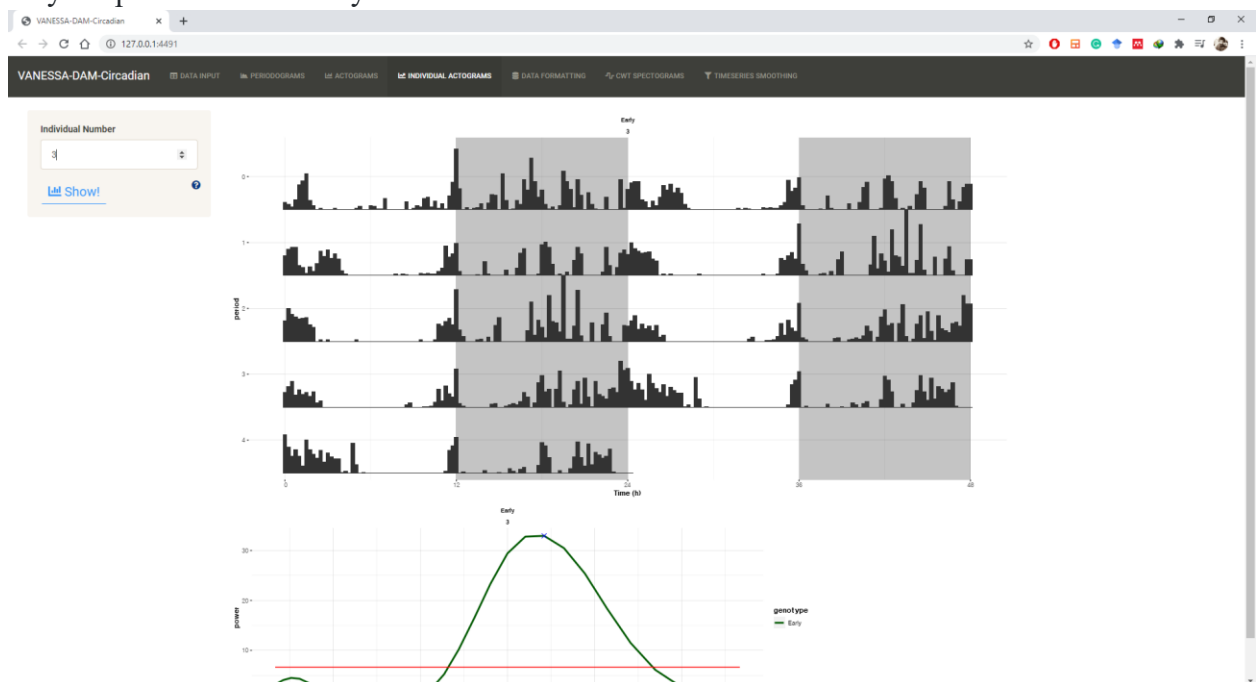 VANESSA-DAM-Circadian
127.0.0.1:4491
VANESSA-DAM-Circadian DATA INPUT PERIODOGRAMS ACTOGRAMS INDIVIDUAL ACTOGRAMS DATA FORMATTING CWT SPECTOGRAMS TIMESERIES SMOOTHING
Individual Number
3
Show!
Early
3
period
0
1
2
3
4
0 12 24 36 48
Time (h)
Early
3
power
30
20
10
genotype
Early